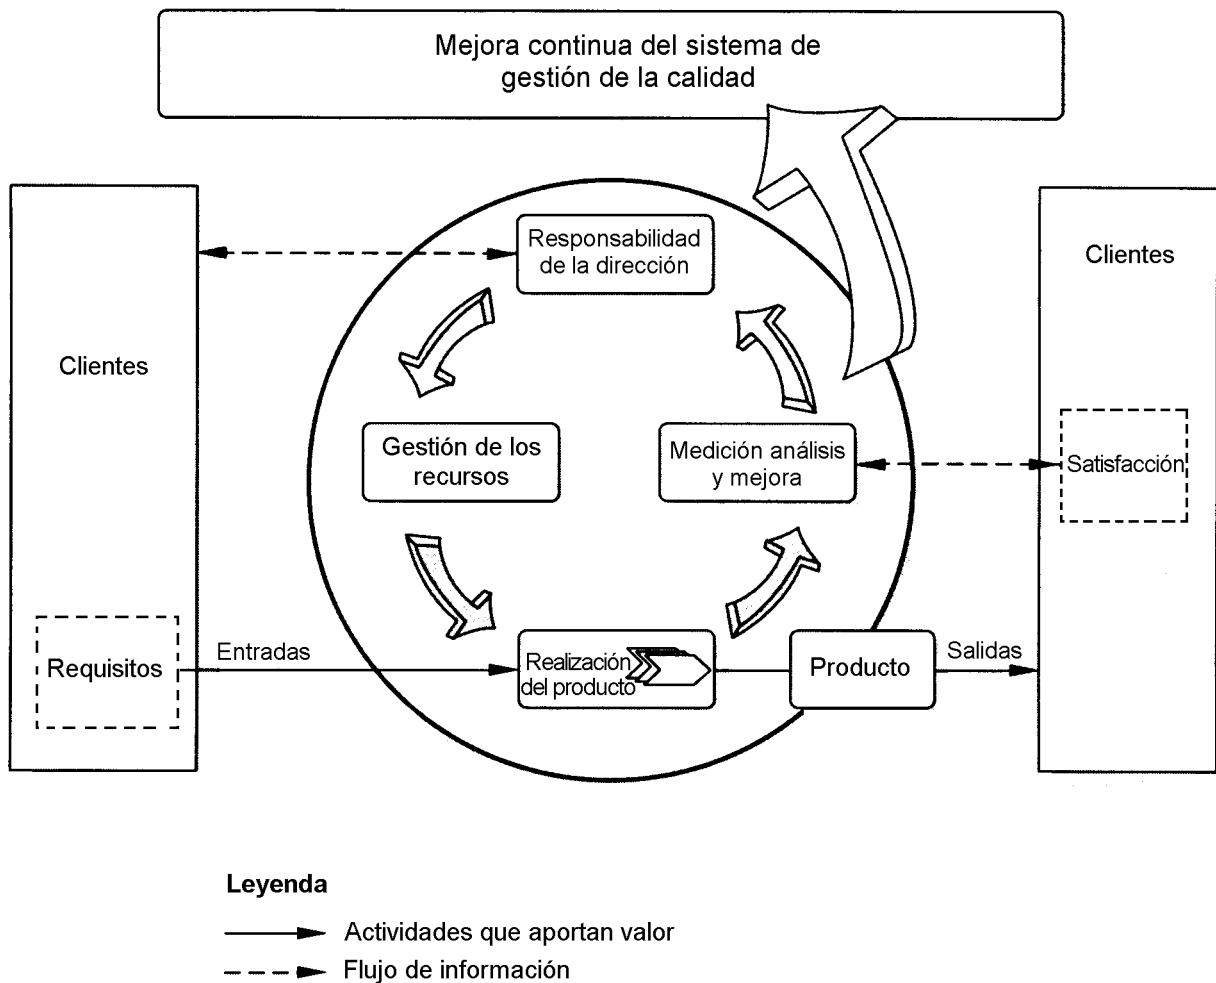 Mejora continua del sistema de
gestión de la calidad
Responsabilidad
de la dirección
Clientes
Clientes
Gestión de los
recursos
Medición análisis
y mejora
Satisfacción
Requisitos
Entradas
Realización
del producto
Producto
Salidas
Leyenda
Actividades que aportan valor
Flujo de información